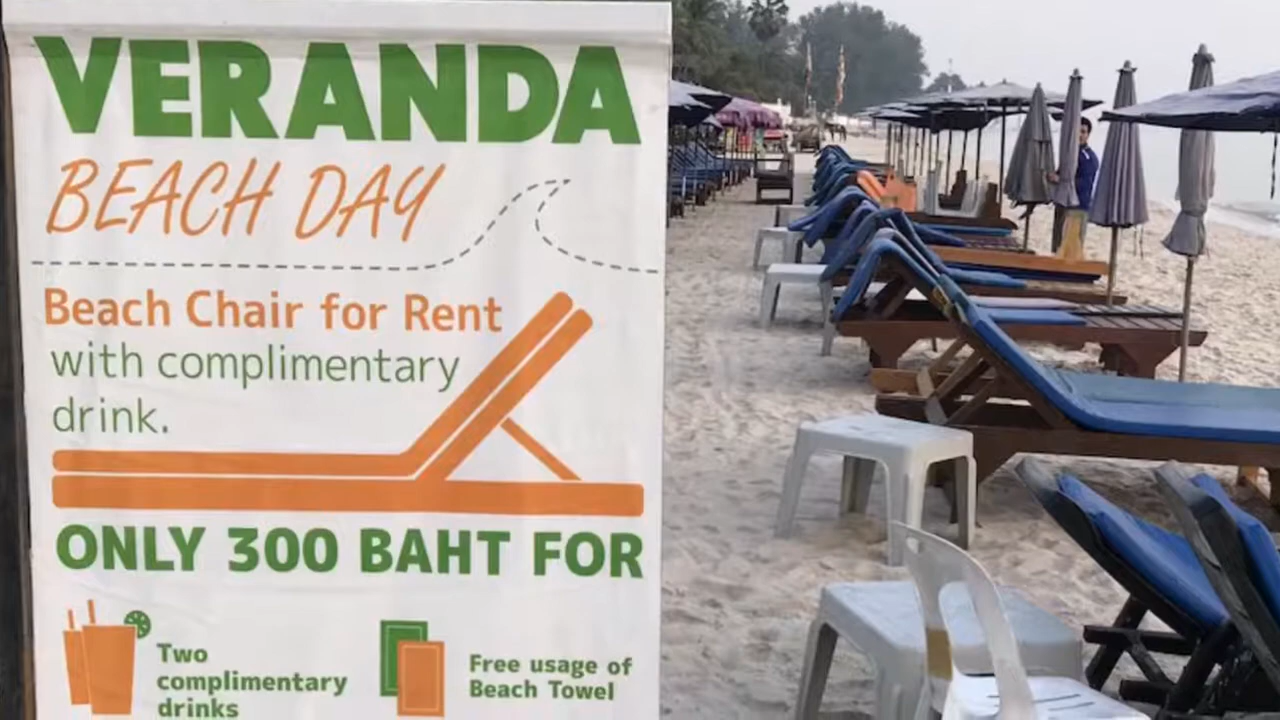 VERANDA
BEACH DAY
Beach Chair for Rent
with complimentary
drink.
ONLY 300 BAHT FOR
Two
complimentary
drinks
Free usage of
Beach Towel